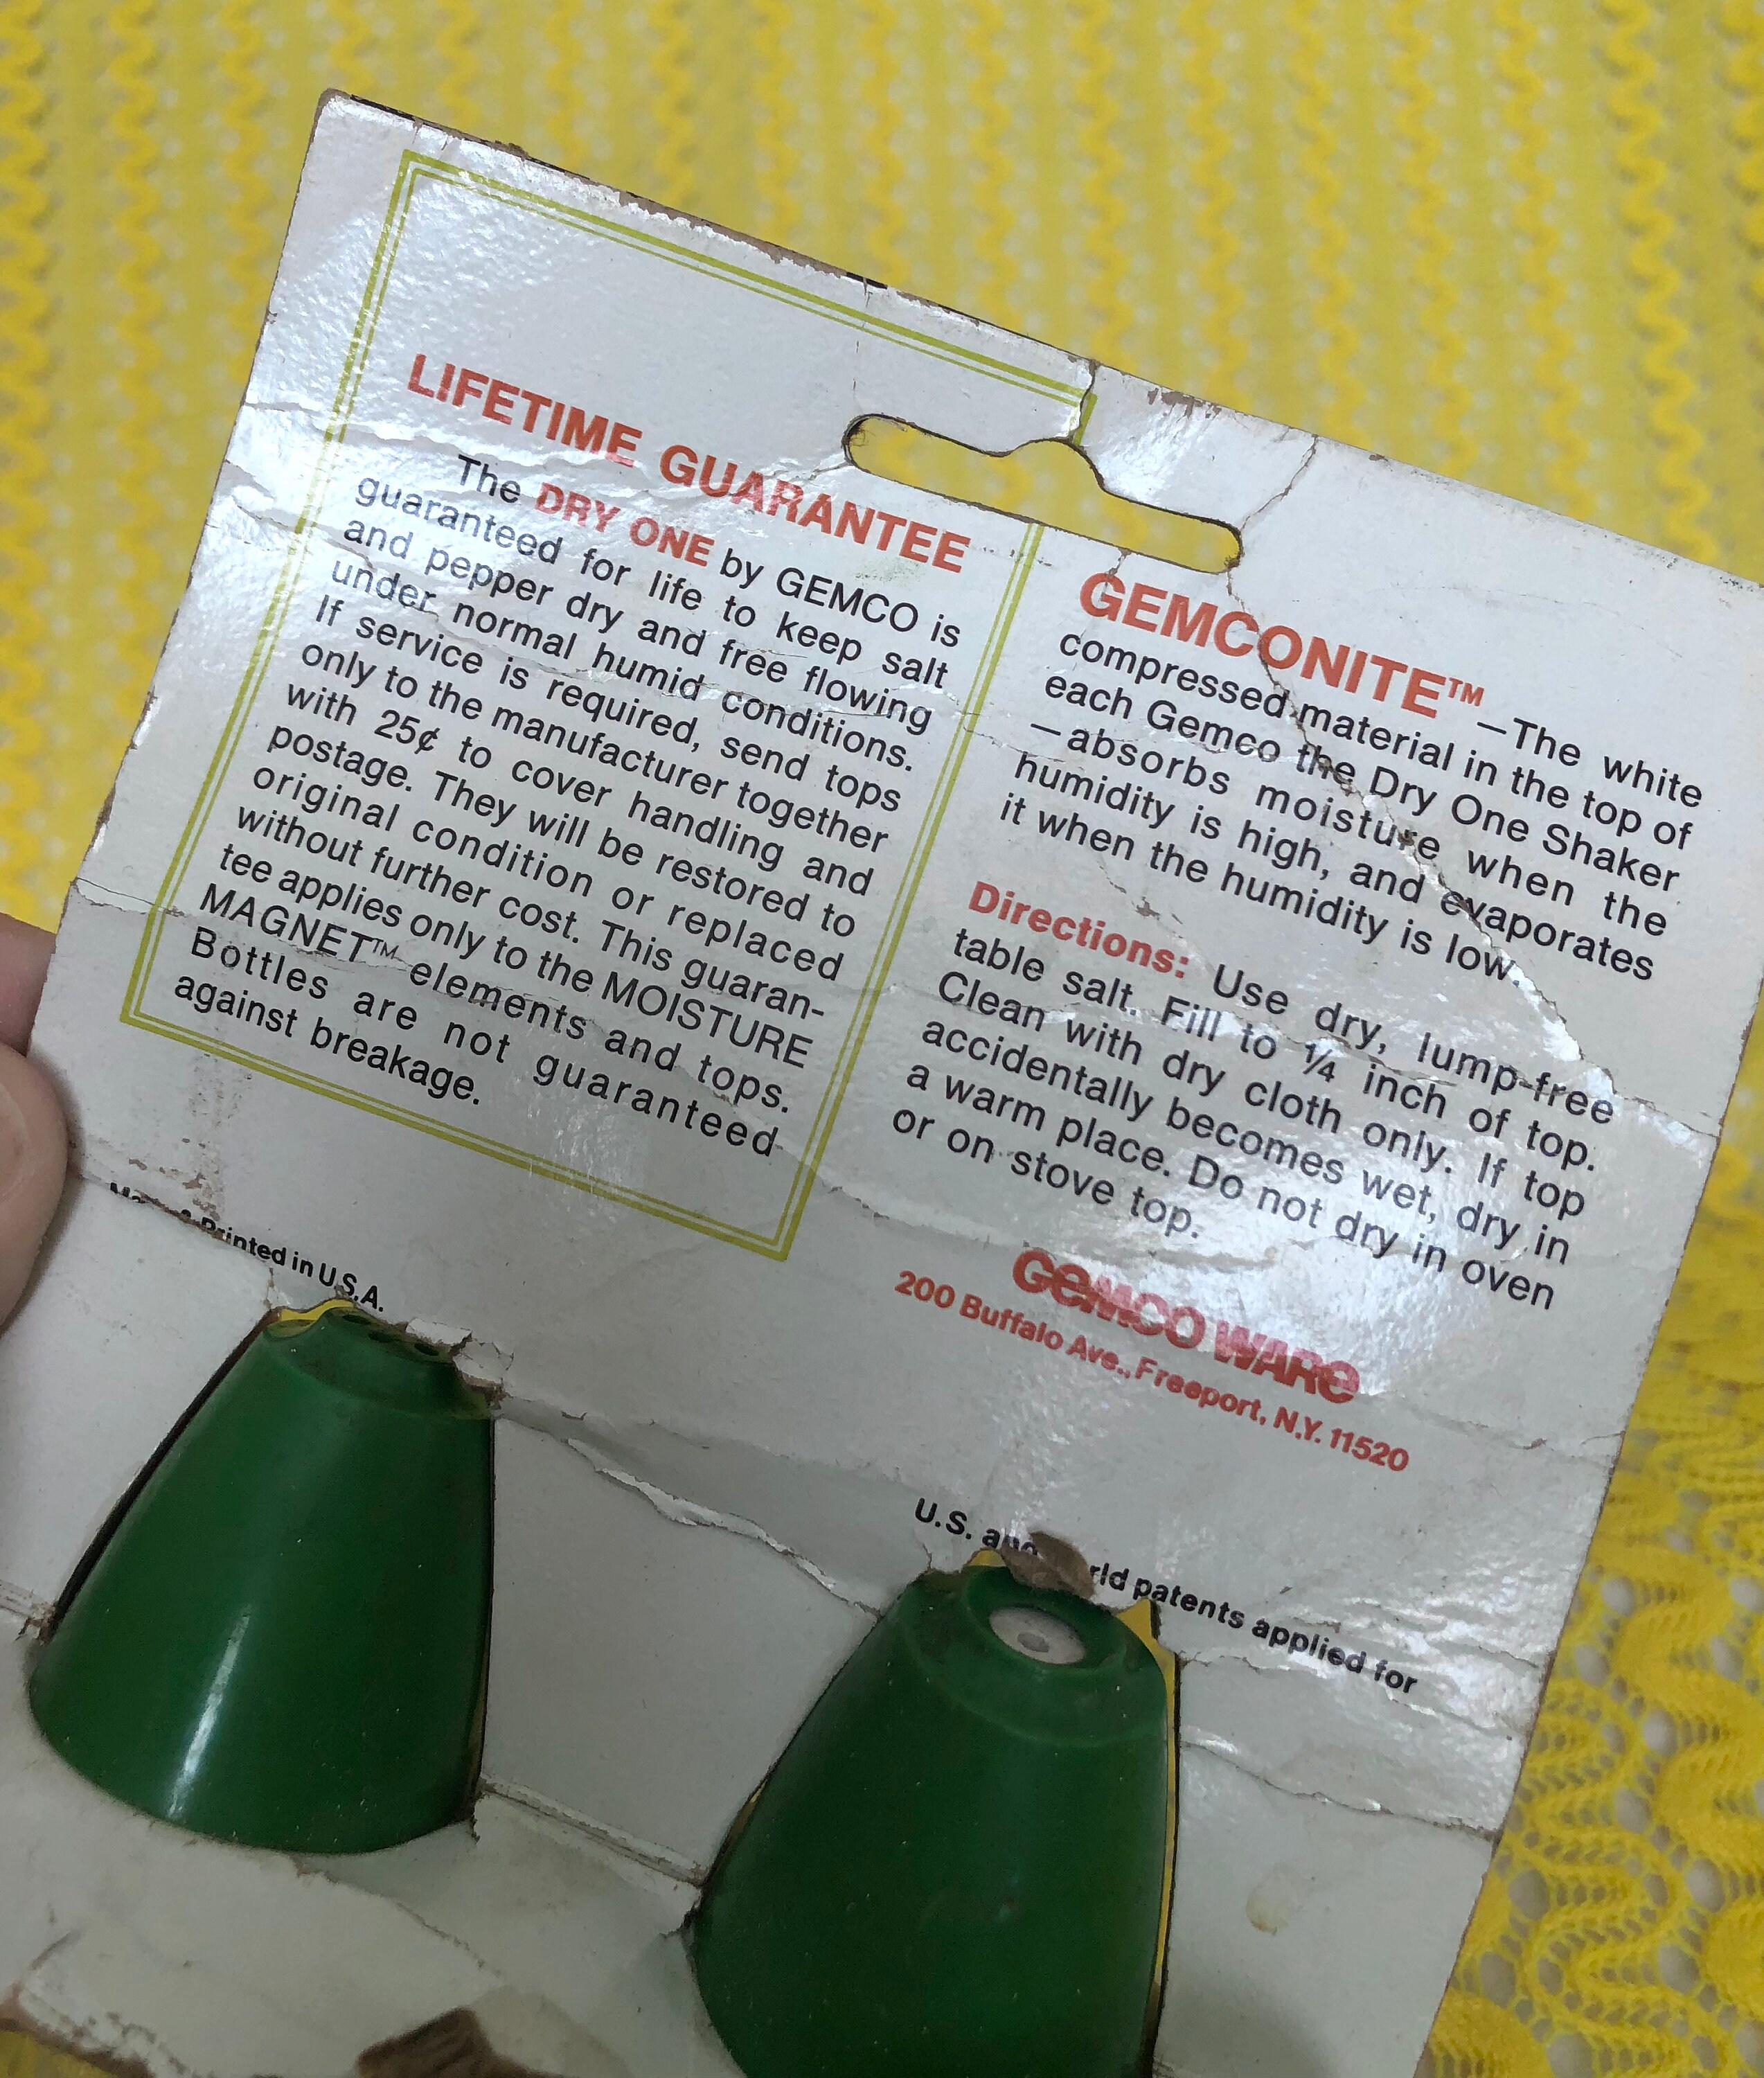 LIFETIME GUARANTEE
The DRY ONE by GEMCO is
guaranteed for life to keep salt
and pepper dry and free flowing
under normal humid conditions.
If service is required, send tops
only to the manufacturer together
with 25¢ to cover handling and
postage. They will be restored to
original condition or replaced
without further cost. This guaran-
tee applies only to the MOISTURE
MAGNET™ elements and tops.
Bottles are not guaranteed
against breakage.
Printed in U.S.A.
GEMCONITE™—The white
compressed material in the top of
each Gemco the Dry One Shaker
—absorbs moisture when the
humidity is high, and evaporates
it when the humidity is low.
Directions: Use dry, lump-free
table salt. Fill to ¼ inch of top.
Clean with dry cloth only. If top
accidentally becomes wet, dry in
a warm place. Do not dry in oven
or on stove top.
GEMCO WARE
200 Buffalo Ave., Freeport, N.Y. 11520
U.S. and patents applied for